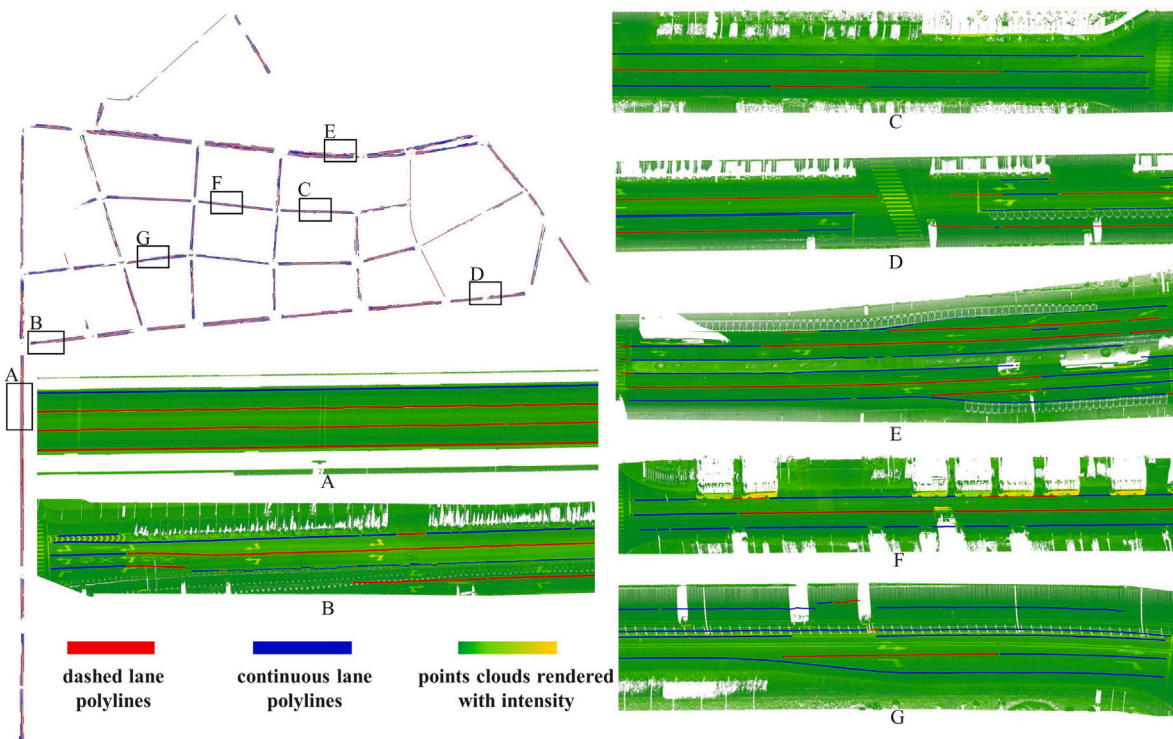 E
F
C
G
D
B
A
A
B
C
D
E
F
G
dashed lane
polylines
continuous lane
polylines
points clouds rendered
with intensity